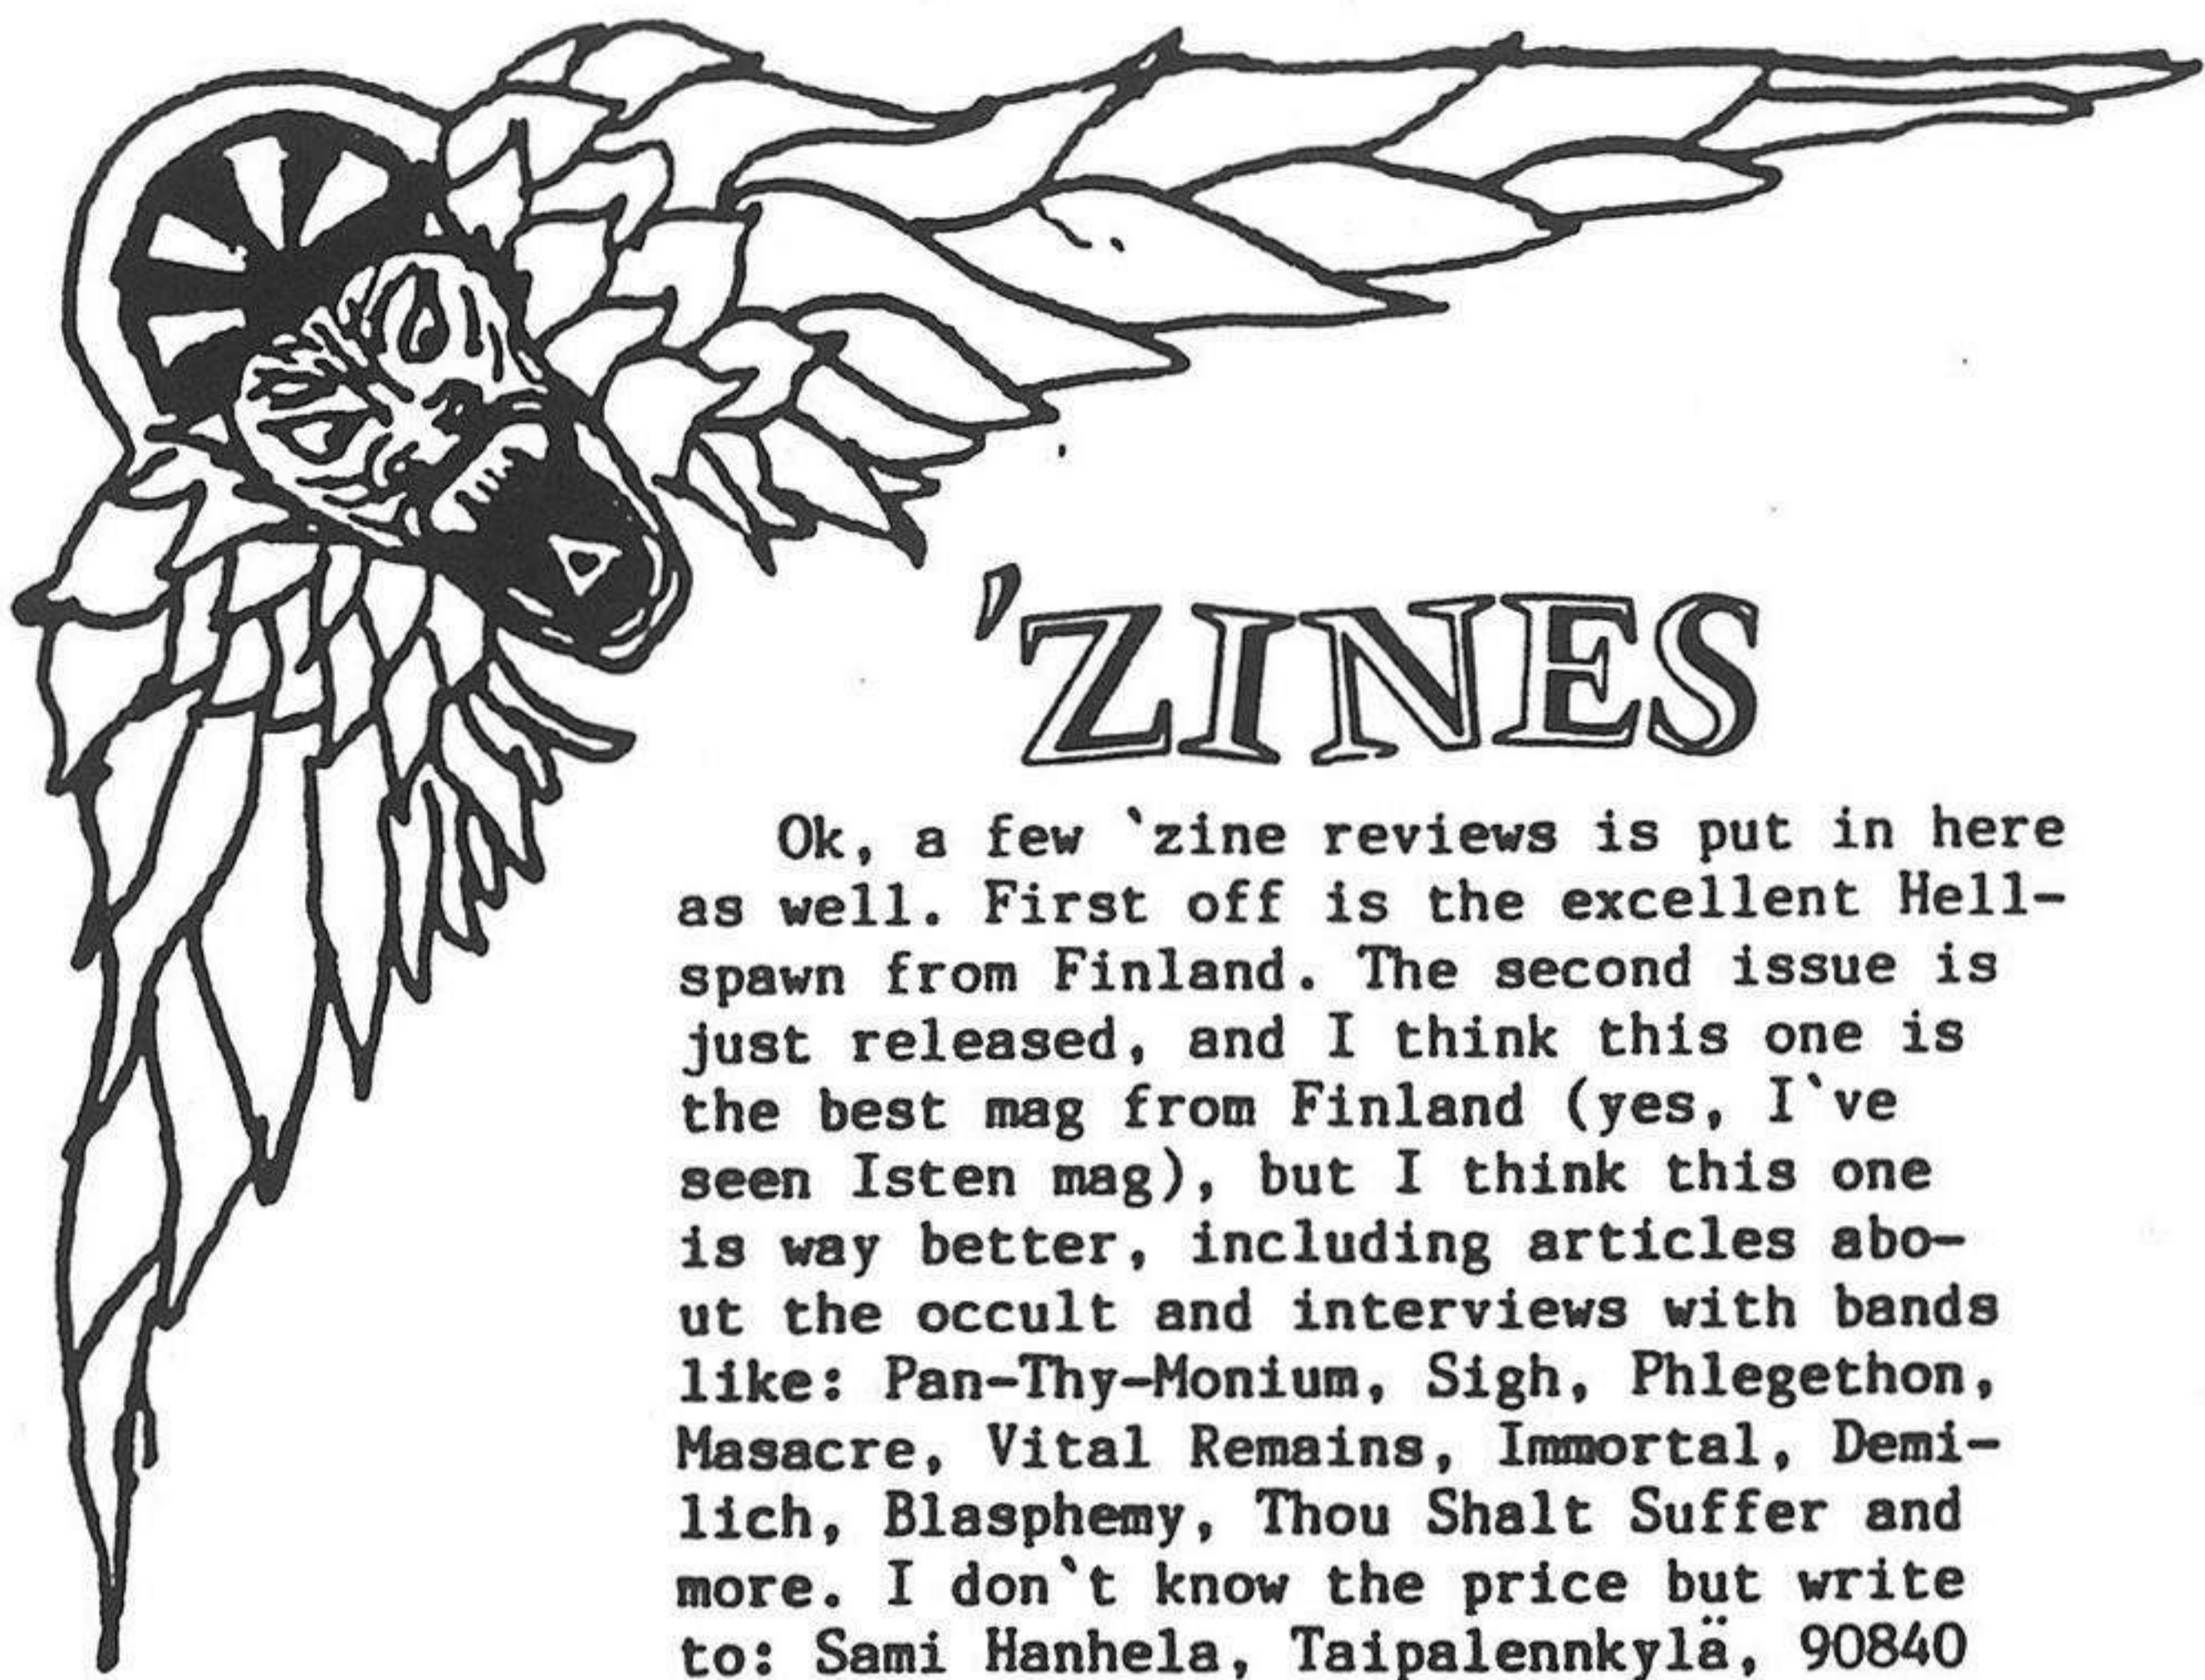 'ZINES
Ok, a few `zine reviews is put in here
as well. First off is the excellent Hell-
spawn from Finland. The second issue is
just released, and I think this one is
the best mag from Finland (yes, I`ve
seen Isten mag), but I think this one
is way better, including articles abo-
ut the occult and interviews with bands
like: Pan-Thy-Monium, Sigh, Phlegethon,
Masacre, Vital Remains, Immortal, Demi-
lich, Blasphemy, Thou Shalt Suffer and
more. I don`t know the price but write
to: Sami Hanhela, Taipalennkylä, 90840